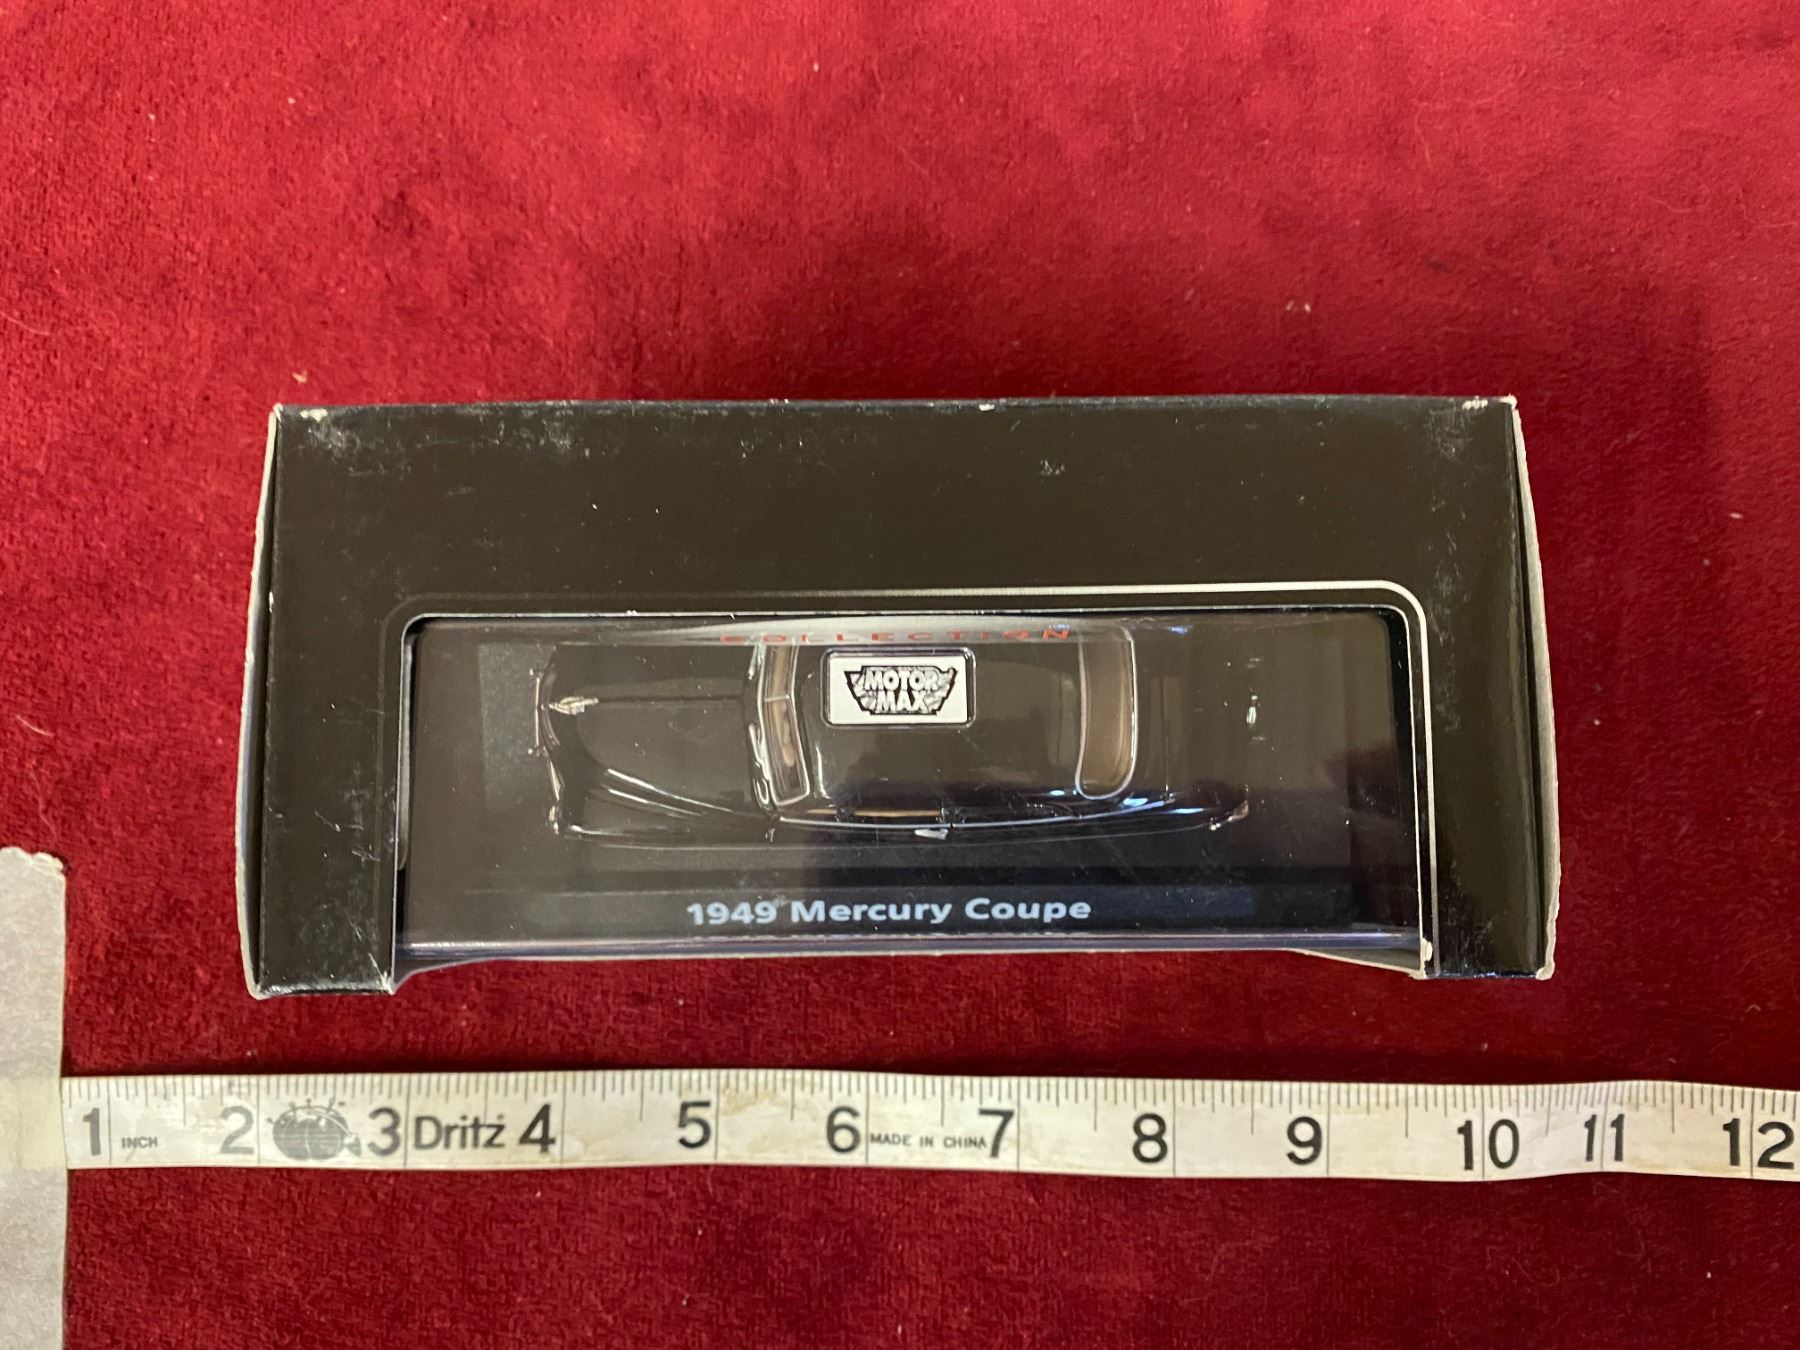 COLLECTION
MOTOR
MAX
1949 Mercury Coupe
1 INCH 2 3 Dritz 4 5 6 MADE IN CHINA 7 8 9 10 11 12